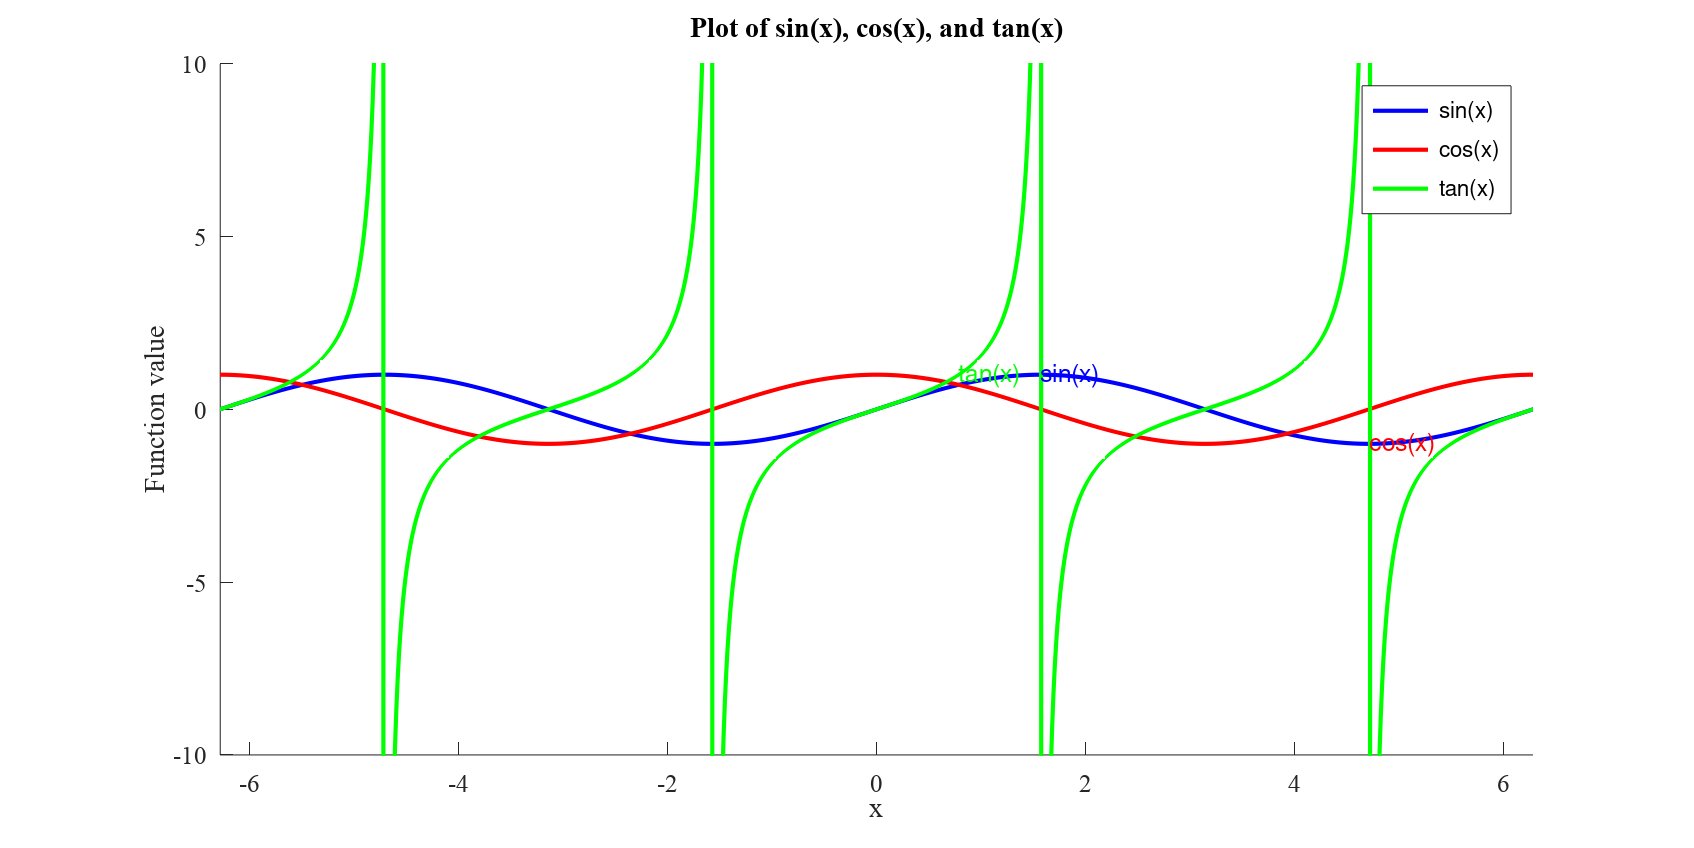 Plot of sin(x), cos(x), and tan(x)
10
5
0
-5
-10
Function value
sin(x)
cos(x)
tan(x)
tan(x)
sin(x)
cos(x)
-6
-4
-2
0
2
4
6
x